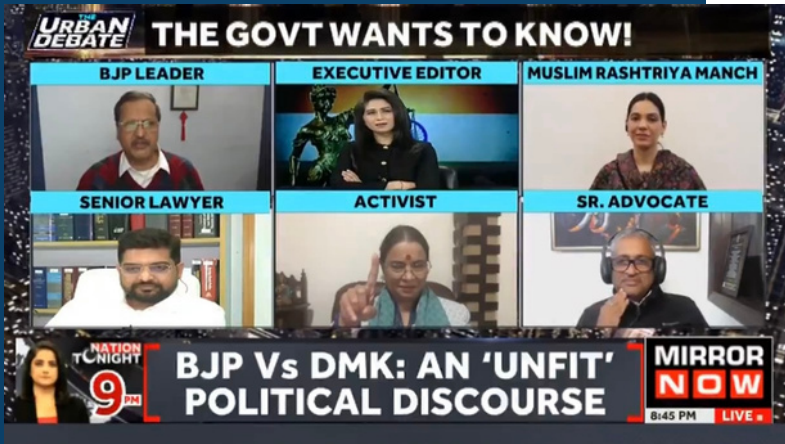 THE
URBAN
DEBATE
THE GOVT WANTS TO KNOW!
BJP LEADER
EXECUTIVE EDITOR
MUSLIM RASHTRIYA MANCH
SENIOR LAWYER
ACTIVIST
SR. ADVOCATE
NATION
TONIGHT
9 PM
BJP Vs DMK: AN ‘UNFIT’
POLITICAL DISCOURSE
MIRROR
NOW
8:45 PM LIVE